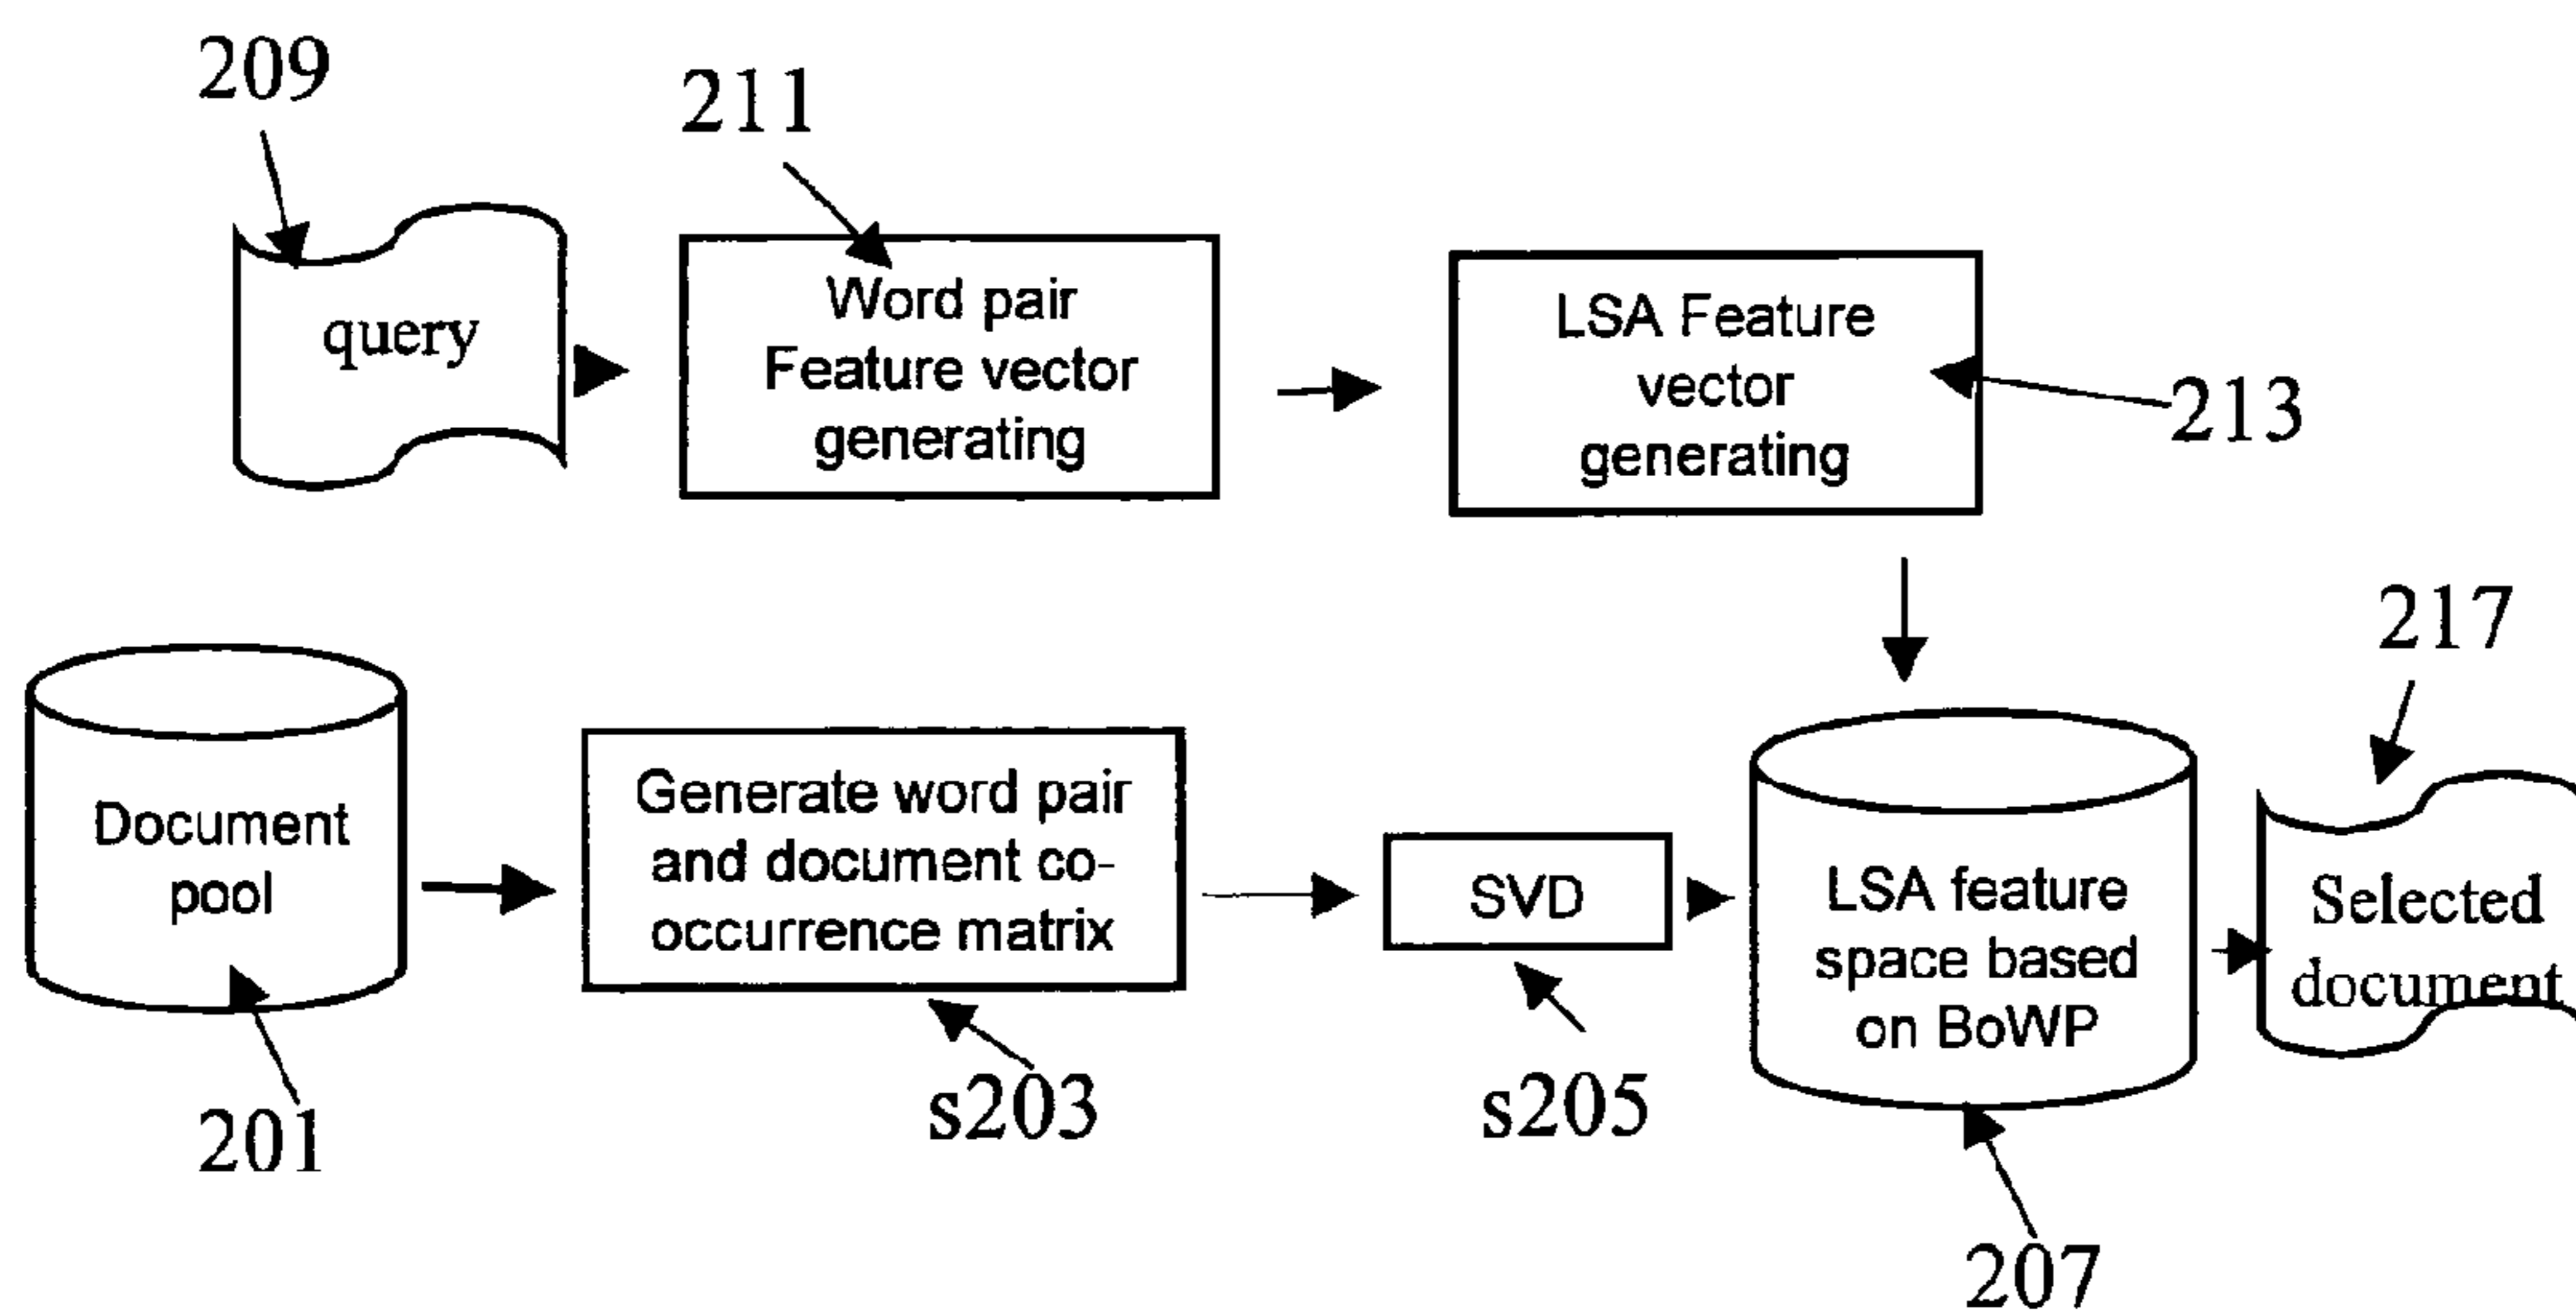 209
211
query
Word pair
Feature vector
generating
LSA Feature
vector
generating
213
217
Document
pool
Generate word pair
and document co-
occurrence matrix
SVD
LSA feature
space based
on BoWP
Selected
document
201
s203
s205
207